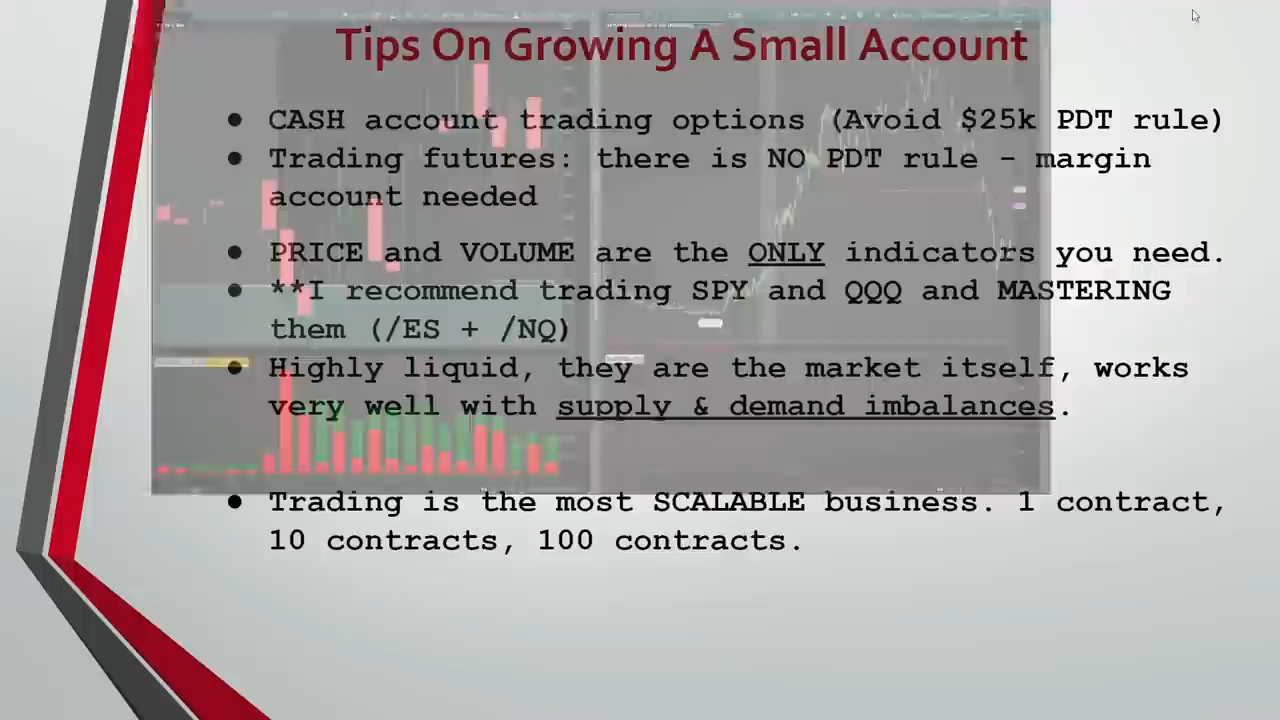 Tips On Growing A Small Account
● CASH account trading options (Avoid $25k PDT rule)
● Trading futures: there is NO PDT rule – margin
account needed
● PRICE and VOLUME are the ONLY indicators you need.
● **I recommend trading SPY and QQQ and MASTERING
them (/ES + /NQ)
● Highly liquid, they are the market itself, works
very well with supply & demand imbalances.
● Trading is the most SCALABLE business. 1 contract,
10 contracts, 100 contracts.